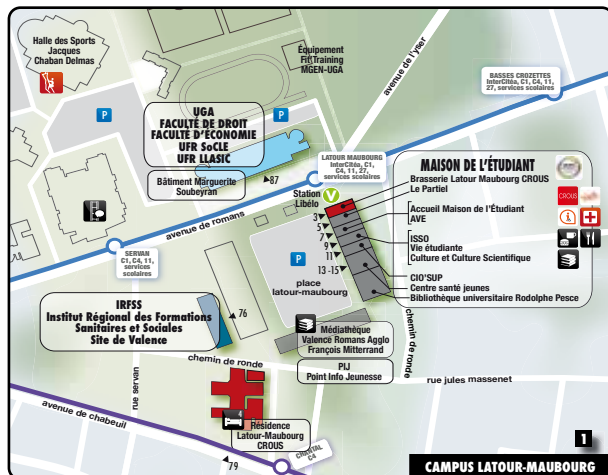 Halle des Sports
Jacques
Chaban Delmas
Équipement
Fit'Training
MGEN-UGA
avenue de l'yser
BASSES CROZETTES
InterCitéa, C1, C4, 11,
27, services scolaires
P
P
UGA
FACULTÉ DE DROIT
FACULTÉ D'ÉCONOMIE
UFR SoCLE
UFR LLASIC
Bâtiment Marguerite
Soubeyran
87
LATOUR MAUBOURG
InterCitéa, C1,
C4, 11, 27,
services scolaires
Station
Libélo
V
MAISON DE L'ÉTUDIANT
Brasserie Latour Maubourg CROUS
Le Partiel
Accueil Maison de l'Étudiant
AVE
ISSO
Vie étudiante
Culture et Culture Scientifique
CIO'SUP
Centre santé jeunes
Bibliothèque universitaire Rodolphe Pesce
CROUS
i
3
5
7
9
11
13 -15
avenue de romans
SERVAN
C1, C4, 11,
services
scolaires
P
place
latour-maubourg
IRFSS
Institut Régional des Formations
Sanitaires et Sociales
Site de Valence
76
Médiathèque
Valence Romans Agglo
François Mitterrand
PIJ
Point Info Jeunesse
chemin de ronde
chemin de ronde
rue jules massenet
rue servan
avenue de chabeuil
Résidence
Latour-Maubourg
CROUS
79
CHANTAL
C4
1
CAMPUS LATOUR-MAUBOURG